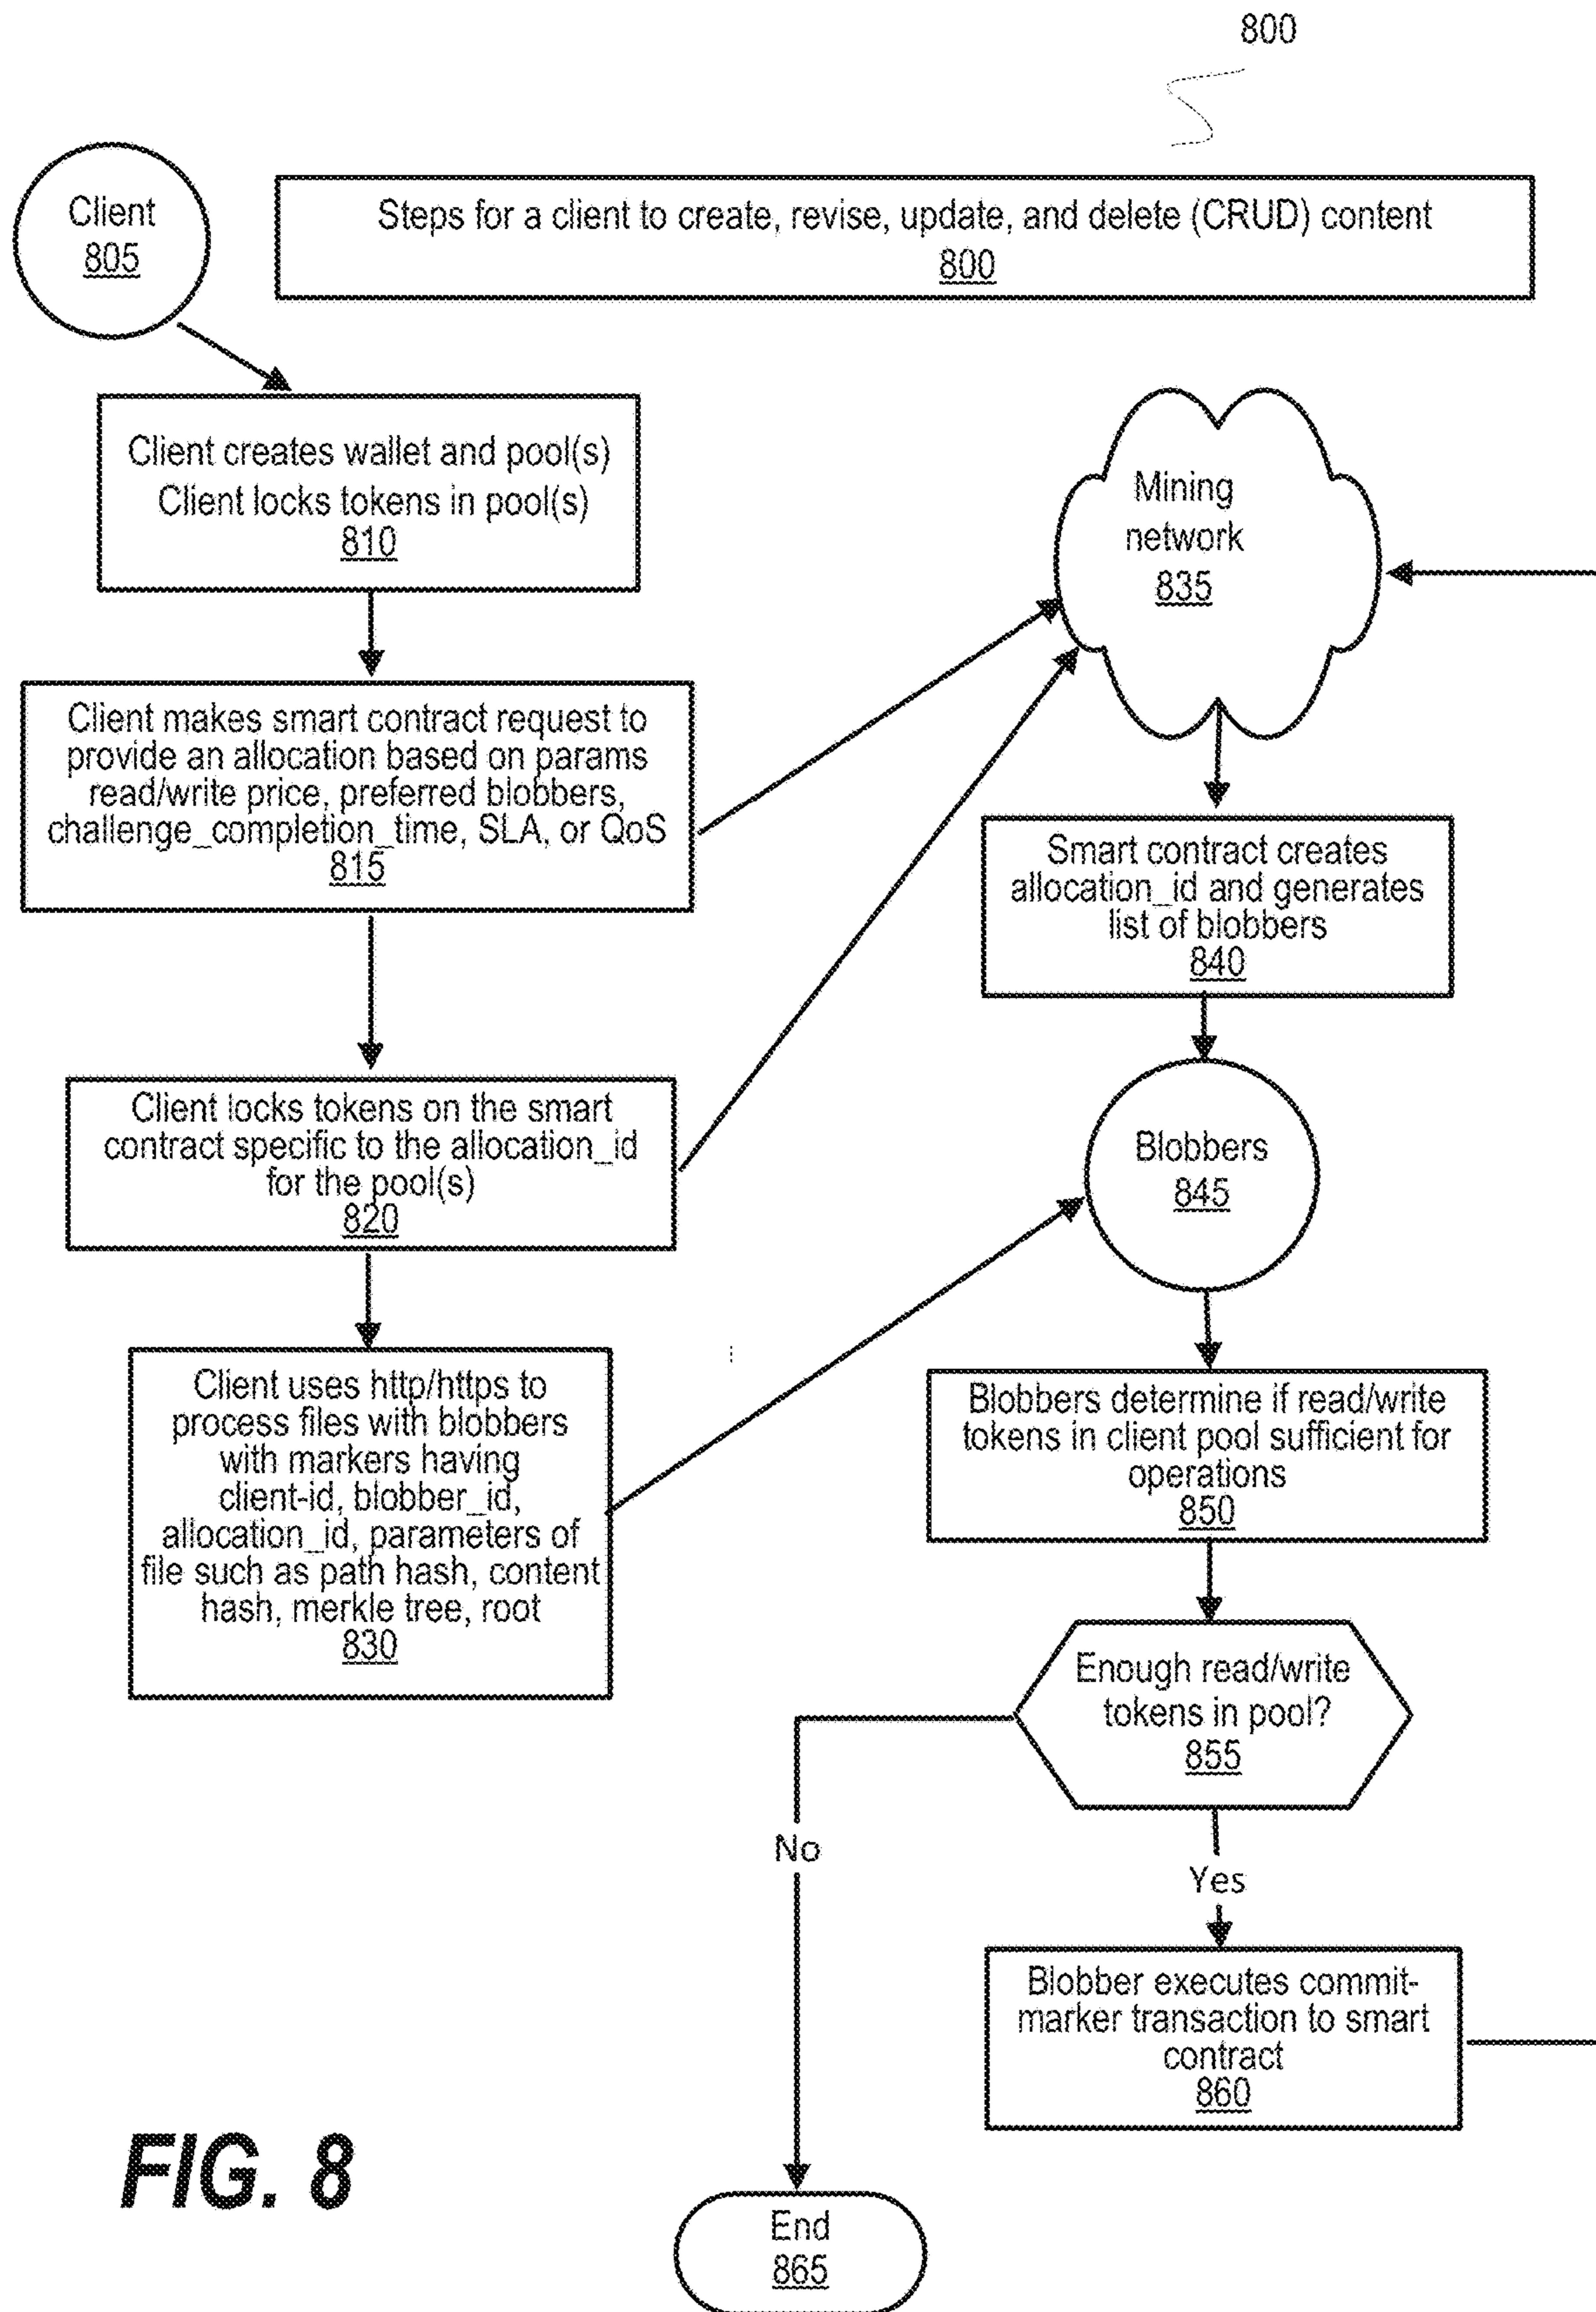 800
Client
805
Steps for a client to create, revise, update, and delete (CRUD) content
800
Client creates wallet and pool(s)
Client locks tokens in pool(s)
810
Client makes smart contract request to
provide an allocation based on params
read/write price, preferred blobbers,
challenge_completion_time, SLA, or QoS
815
Client locks tokens on the smart
contract specific to the allocation_id
for the pool(s)
820
Client uses http/https to
process files with blobbers
with markers having
client-id, blobber_id,
allocation_id, parameters of
file such as path hash, content
hash, merkle tree, root
830
Mining
network
835
Smart contract creates
allocation_id and generates
list of blobbers
840
Blobbers
845
Blobbers determine if read/write
tokens in client pool sufficient for
operations
850
Enough read/write
tokens in pool?
855
No
Yes
Blobber executes commit-
marker transaction to smart
contract
860
End
865
FIG. 8